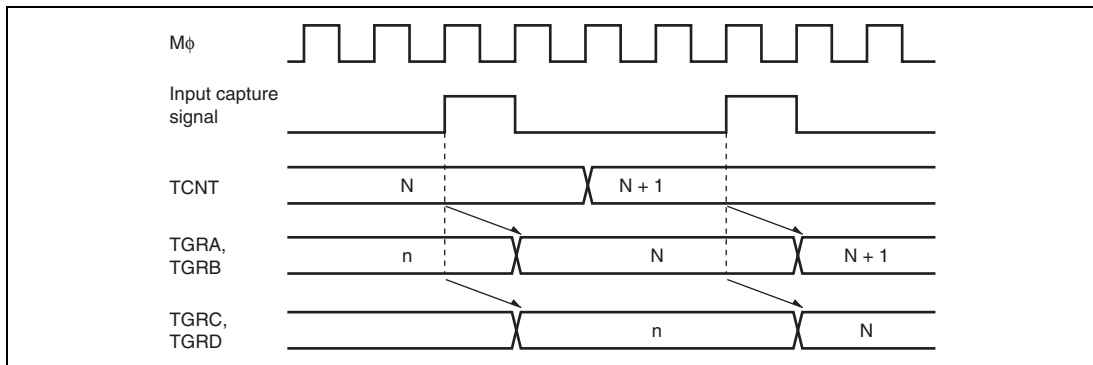 Mφ
Input capture
signal
TCNT
N
N + 1
TGRA,
TGRB
n
N
N + 1
TGRC,
TGRD
n
N